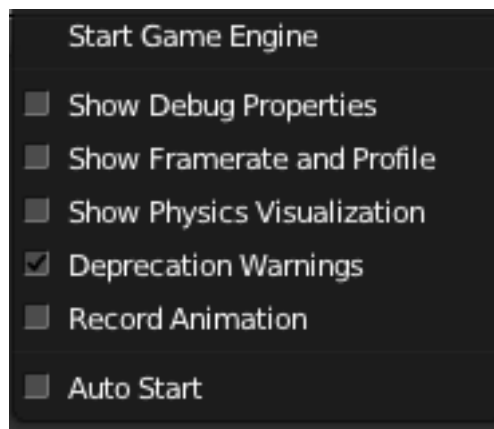 Start Game Engine
Show Debug Properties
Show Framerate and Profile
Show Physics Visualization
Deprecation Warnings
Record Animation
Auto Start